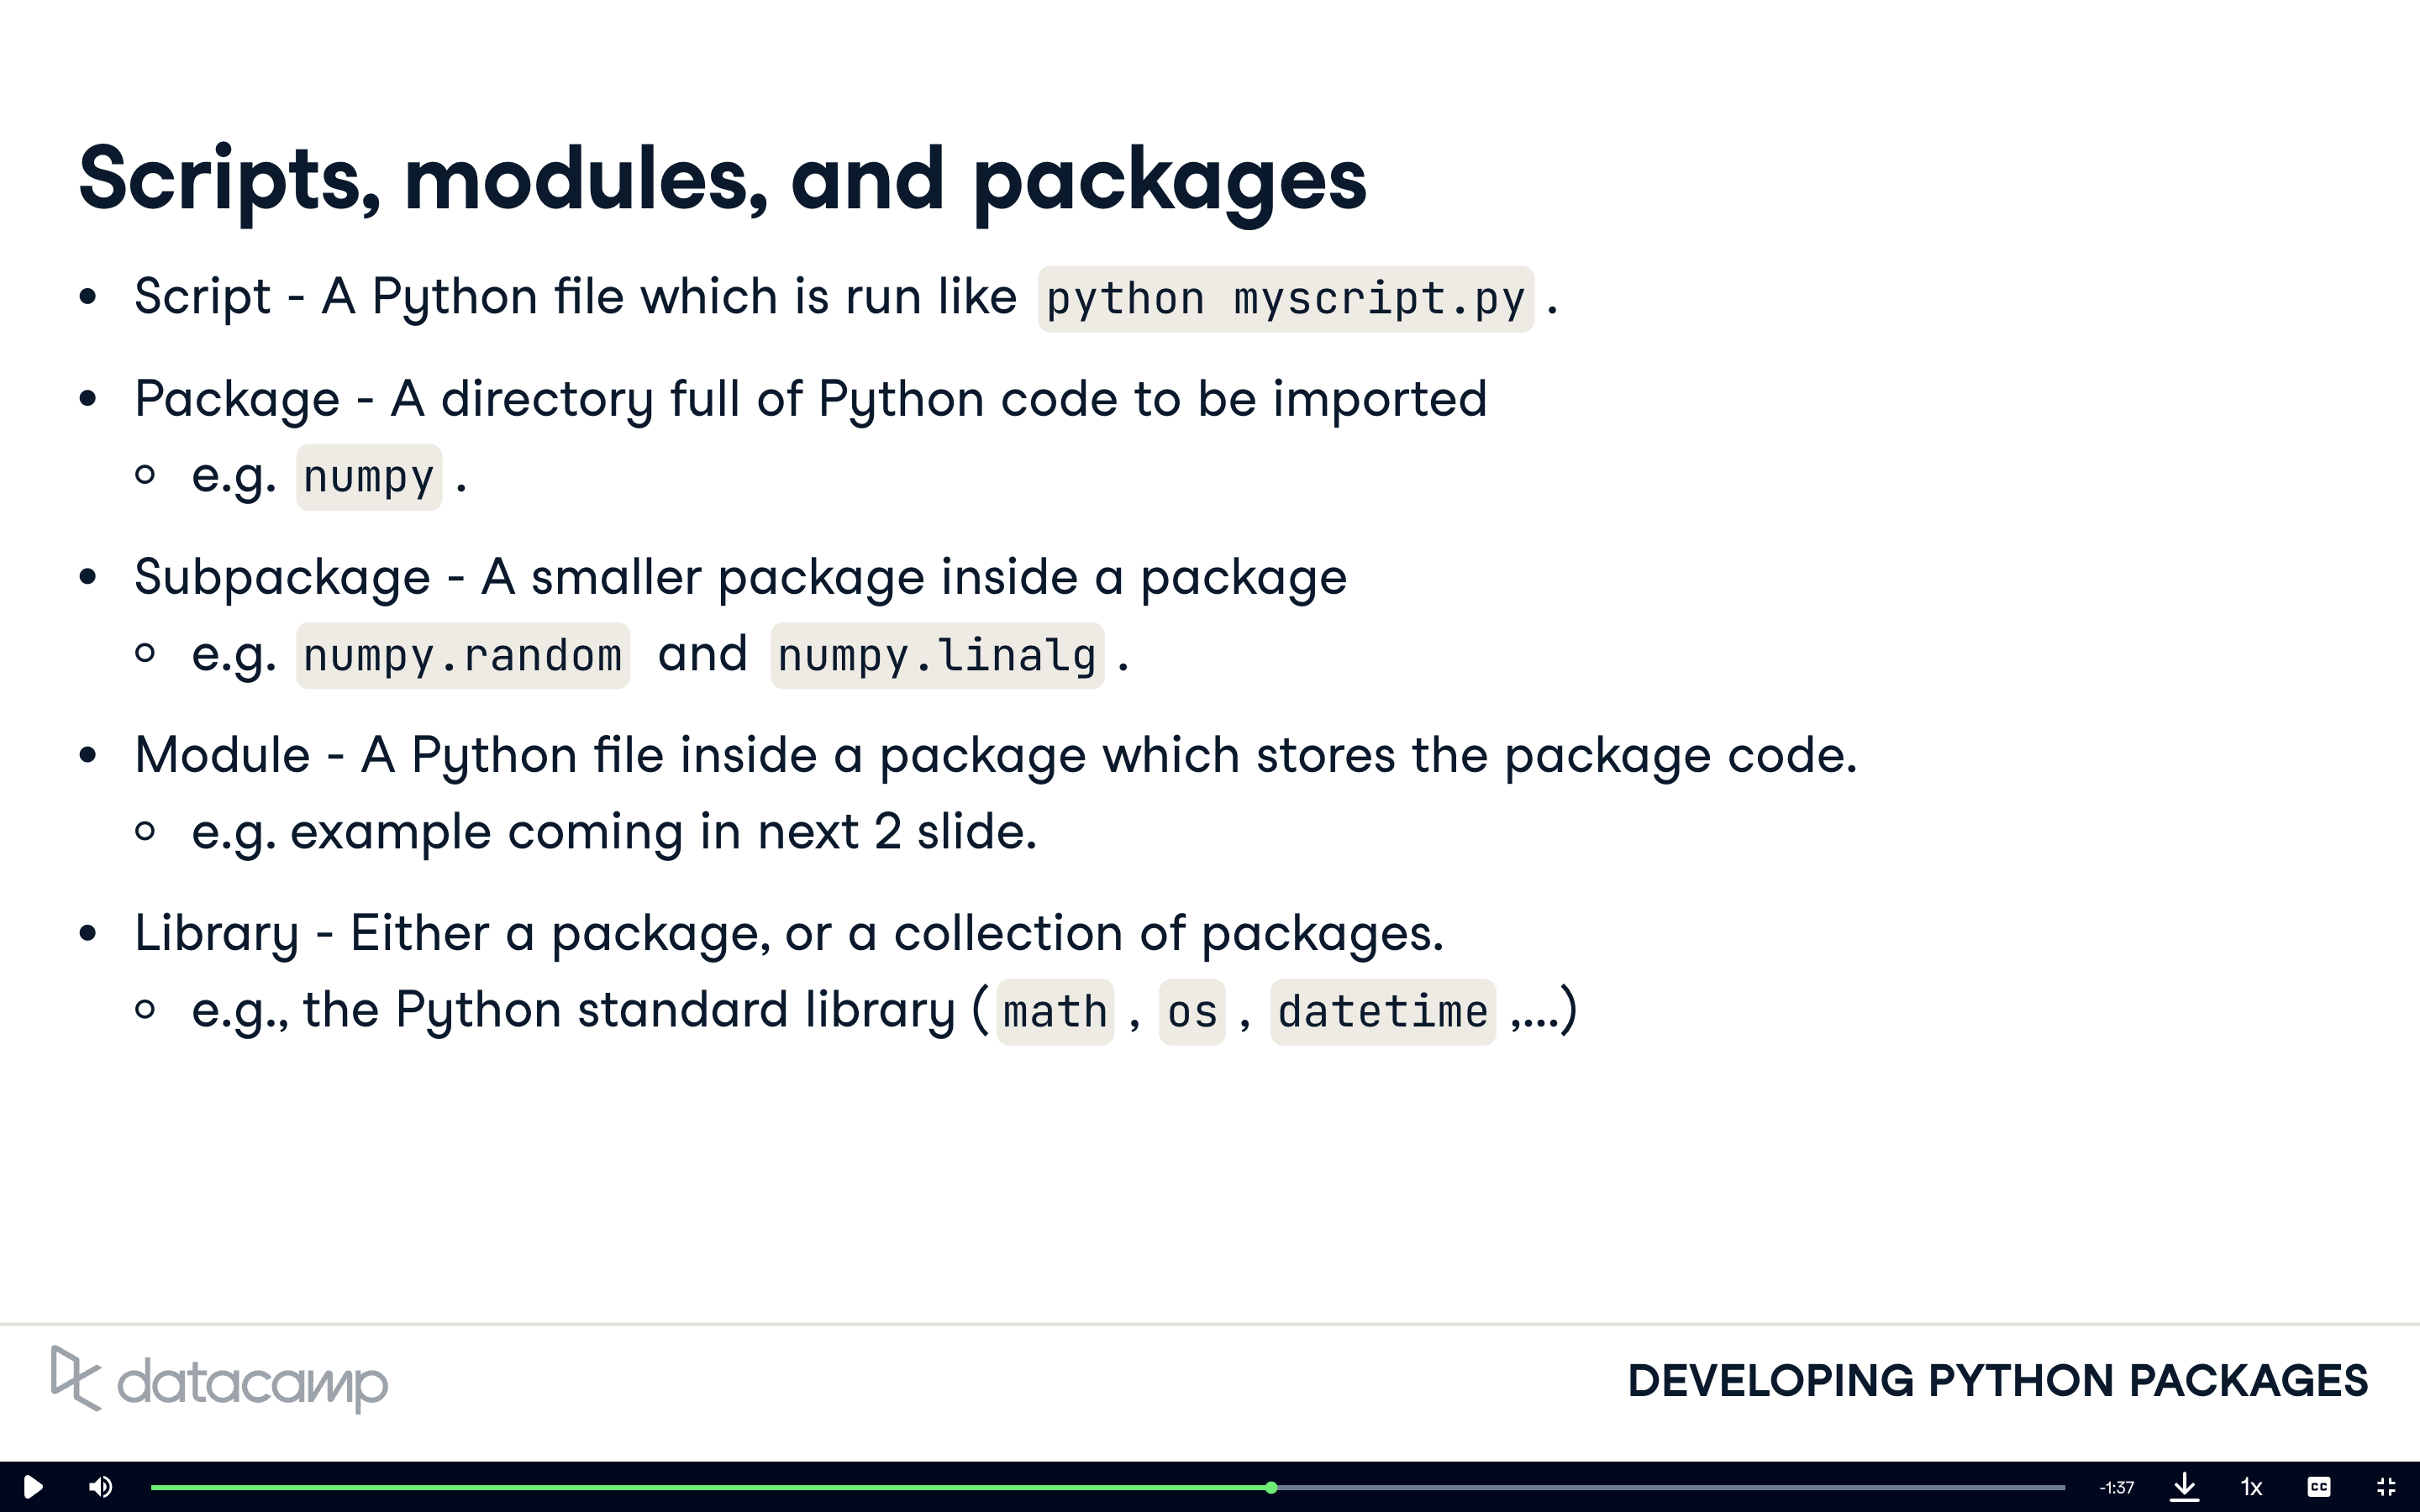 Scripts, modules, and packages
• Script - A Python file which is run like python myscript.py .
• Package - A directory full of Python code to be imported
◦ e.g. numpy .
• Subpackage - A smaller package inside a package
◦ e.g. numpy.random and numpy.linalg .
• Module - A Python file inside a package which stores the package code.
◦ e.g. example coming in next 2 slide.
• Library - Either a package, or a collection of packages.
◦ e.g., the Python standard library ( math , os , datetime ,...)
datacamp
DEVELOPING PYTHON PACKAGES
-1:37 1x CC